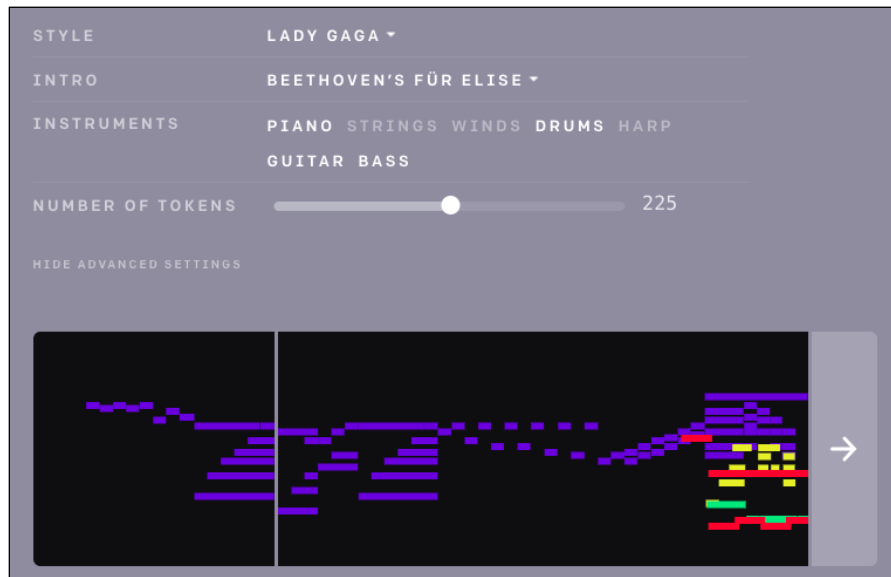 STYLE LADY GAGA
INTRO BEETHOVEN'S FÜR ELISE
INSTRUMENTS PIANO STRINGS WINDS DRUMS HARP
GUITAR BASS
NUMBER OF TOKENS 225
HIDE ADVANCED SETTINGS